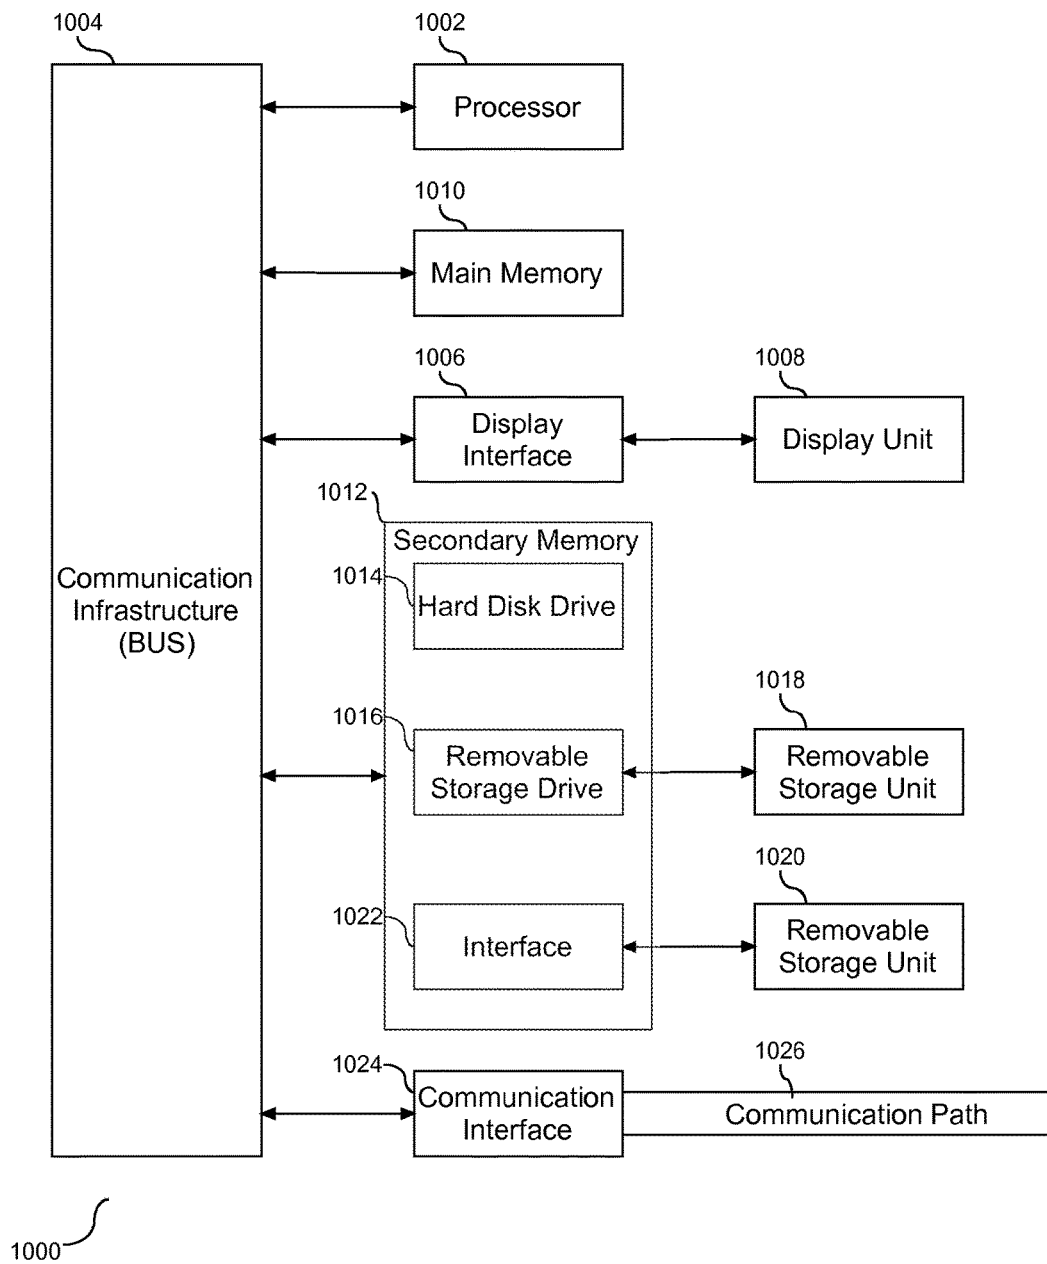 1004
1002
Processor
1010
Main Memory
1006
1008
Display
Interface
Display Unit
1012
Secondary Memory
1014
Hard Disk Drive
Communication
Infrastructure
(BUS)
1016
1018
Removable
Storage Drive
Removable
Storage Unit
1020
1022
Interface
Removable
Storage Unit
1024
1026
Communication
Interface
Communication Path
1000